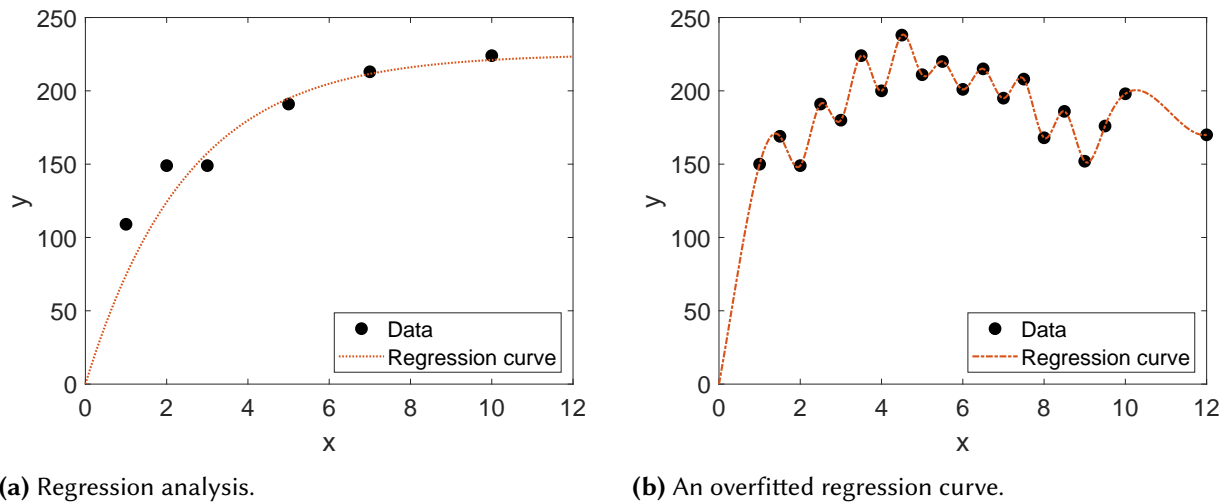 250
200
150
100
50
0
y
0 2 4 6 8 10 12
x
Data
Regression curve
(a) Regression analysis.
250
200
150
100
50
0
y
0 2 4 6 8 10 12
x
Data
Regression curve
(b) An overfitted regression curve.